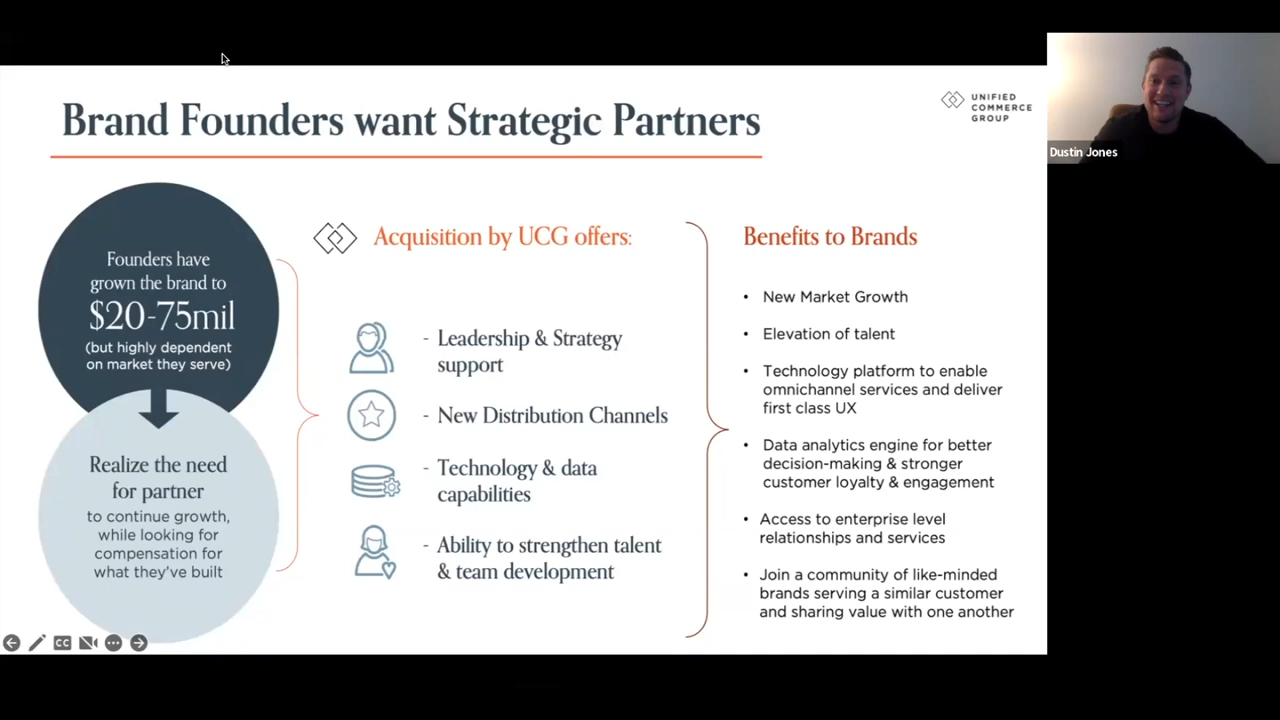 Brand Founders want Strategic Partners
UNIFIED
COMMERCE
GROUP
Dustin Jones
Founders have
grown the brand to
$20-75mil
(but highly dependent
on market they serve)
Realize the need
for partner
to continue growth,
while looking for
compensation for
what they've built
Acquisition by UCG offers:
- Leadership & Strategy
support
- New Distribution Channels
- Technology & data
capabilities
- Ability to strengthen talent
& team development
Benefits to Brands
• New Market Growth
• Elevation of talent
• Technology platform to enable
omnichannel services and deliver
first class UX
• Data analytics engine for better
decision-making & stronger
customer loyalty & engagement
• Access to enterprise level
relationships and services
• Join a community of like-minded
brands serving a similar customer
and sharing value with one another
CC